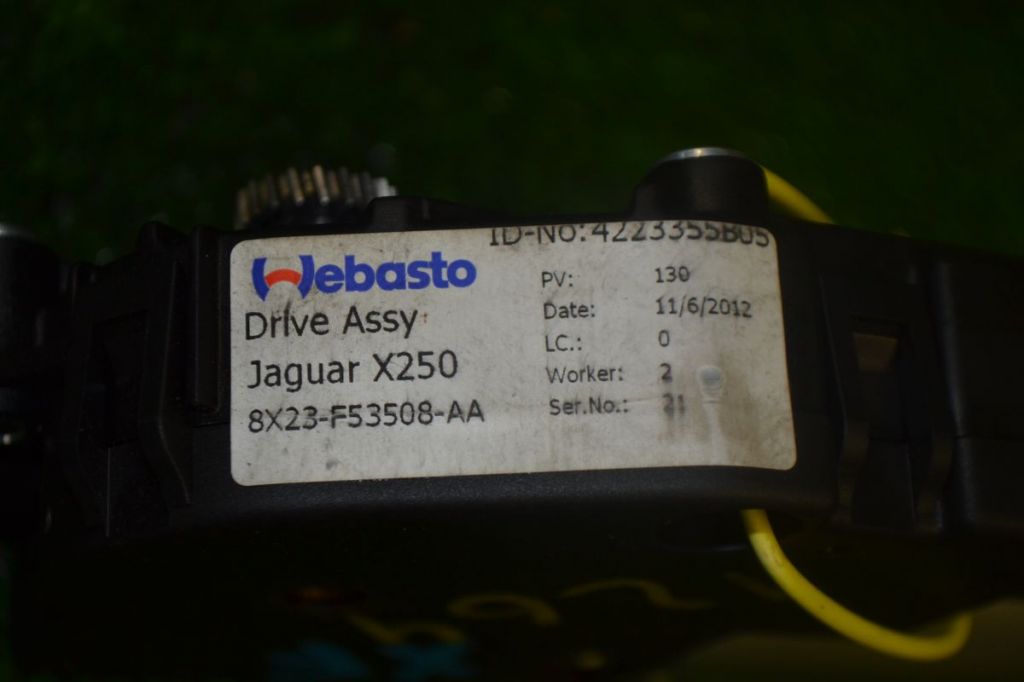 ID-No:4223355B05
Webasto
Drive Assy
Jaguar X250
8X23-F53508-AA
PV: 130
Date: 11/6/2012
LC.: 0
Worker: 2
Ser.No.: 21